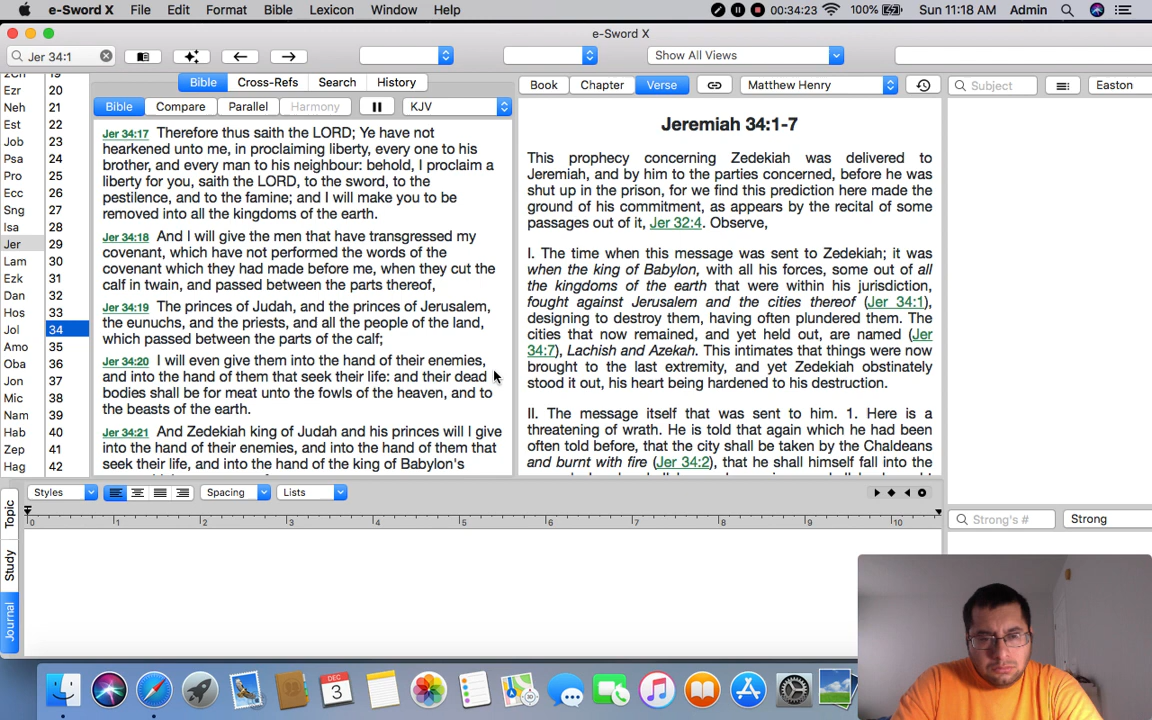 e-Sword X File Edit Format Bible Lexicon Window Help 00:34:23 100% Sun 11:18 AM Admin
e-Sword X
Jer 34:1
Show All Views
Bible Cross-Refs Search History
Book Chapter Verse Matthew Henry
Subject
Easton
Bible Compare Parallel Harmony KJV
19
Ezr 20
Neh 21
Est 22
Job 23
Psa 24
Pro 25
Ecc 26
Sng 27
Isa 28
Jer 29
Lam 30
Ezk 31
Dan 32
Hos 33
Jol 34
Amo 35
Oba 36
Jon 37
Mic 38
Nam 39
Hab 40
Zep 41
Hag 42
Jer 34:17 Therefore thus saith the LORD; Ye have not
hearkened unto me, in proclaiming liberty, every one to his
brother, and every man to his neighbour: behold, I proclaim a
liberty for you, saith the LORD, to the sword, to the
pestilence, and to the famine; and I will make you to be
removed into all the kingdoms of the earth.
Jer 34:18 And I will give the men that have transgressed my
covenant, which have not performed the words of the
covenant which they had made before me, when they cut the
calf in twain, and passed between the parts thereof,
Jer 34:19 The princes of Judah, and the princes of Jerusalem,
the eunuchs, and the priests, and all the people of the land,
which passed between the parts of the calf;
Jer 34:20 I will even give them into the hand of their enemies,
and into the hand of them that seek their life: and their dead
bodies shall be for meat unto the fowls of the heaven, and to
the beasts of the earth.
Jer 34:21 And Zedekiah king of Judah and his princes will I give
into the hand of their enemies, and into the hand of them that
seek their life, and into the hand of the king of Babylon's
Jeremiah 34:1-7
This prophecy concerning Zedekiah was delivered to
Jeremiah, and by him to the parties concerned, before he was
shut up in the prison, for we find this prediction here made the
ground of his commitment, as appears by the recital of some
passages out of it, Jer 32:4. Observe,
I. The time when this message was sent to Zedekiah; it was
when the king of Babylon, with all his forces, some out of all
the kingdoms of the earth that were within his jurisdiction,
fought against Jerusalem and the cities thereof (Jer 34:1),
designing to destroy them, having often plundered them. The
cities that now remained, and yet held out, are named (Jer
34:7), Lachish and Azekah. This intimates that things were now
brought to the last extremity, and yet Zedekiah obstinately
stood it out, his heart being hardened to his destruction.
II. The message itself that was sent to him. 1. Here is a
threatening of wrath. He is told that again which he had been
often told before, that the city shall be taken by the Chaldeans
and burnt with fire (Jer 34:2), that he shall himself fall into the
Styles Spacing Lists
0 1 2 3 4 5 6 7 8 9 10
Topic
Study
Journal
Strong's #
Strong
DEC
3